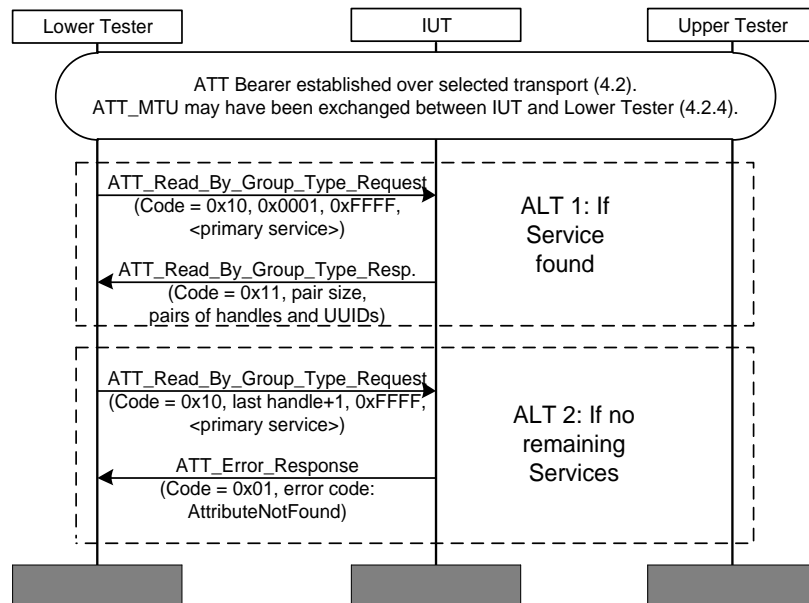 Lower Tester
IUT
Upper Tester
ATT Bearer established over selected transport (4.2).
ATT_MTU may have been exchanged between IUT and Lower Tester (4.2.4).
ATT_Read_By_Group_Type_Request
(Code = 0x10, 0x0001, 0xFFFF,
<primary service>)
ATT_Read_By_Group_Type_Resp.
(Code = 0x11, pair size,
pairs of handles and UUIDs)
ALT 1: If
Service
found
ATT_Read_By_Group_Type_Request
(Code = 0x10, last handle+1, 0xFFFF,
<primary service>)
ATT_Error_Response
(Code = 0x01, error code:
AttributeNotFound)
ALT 2: If no
remaining
Services